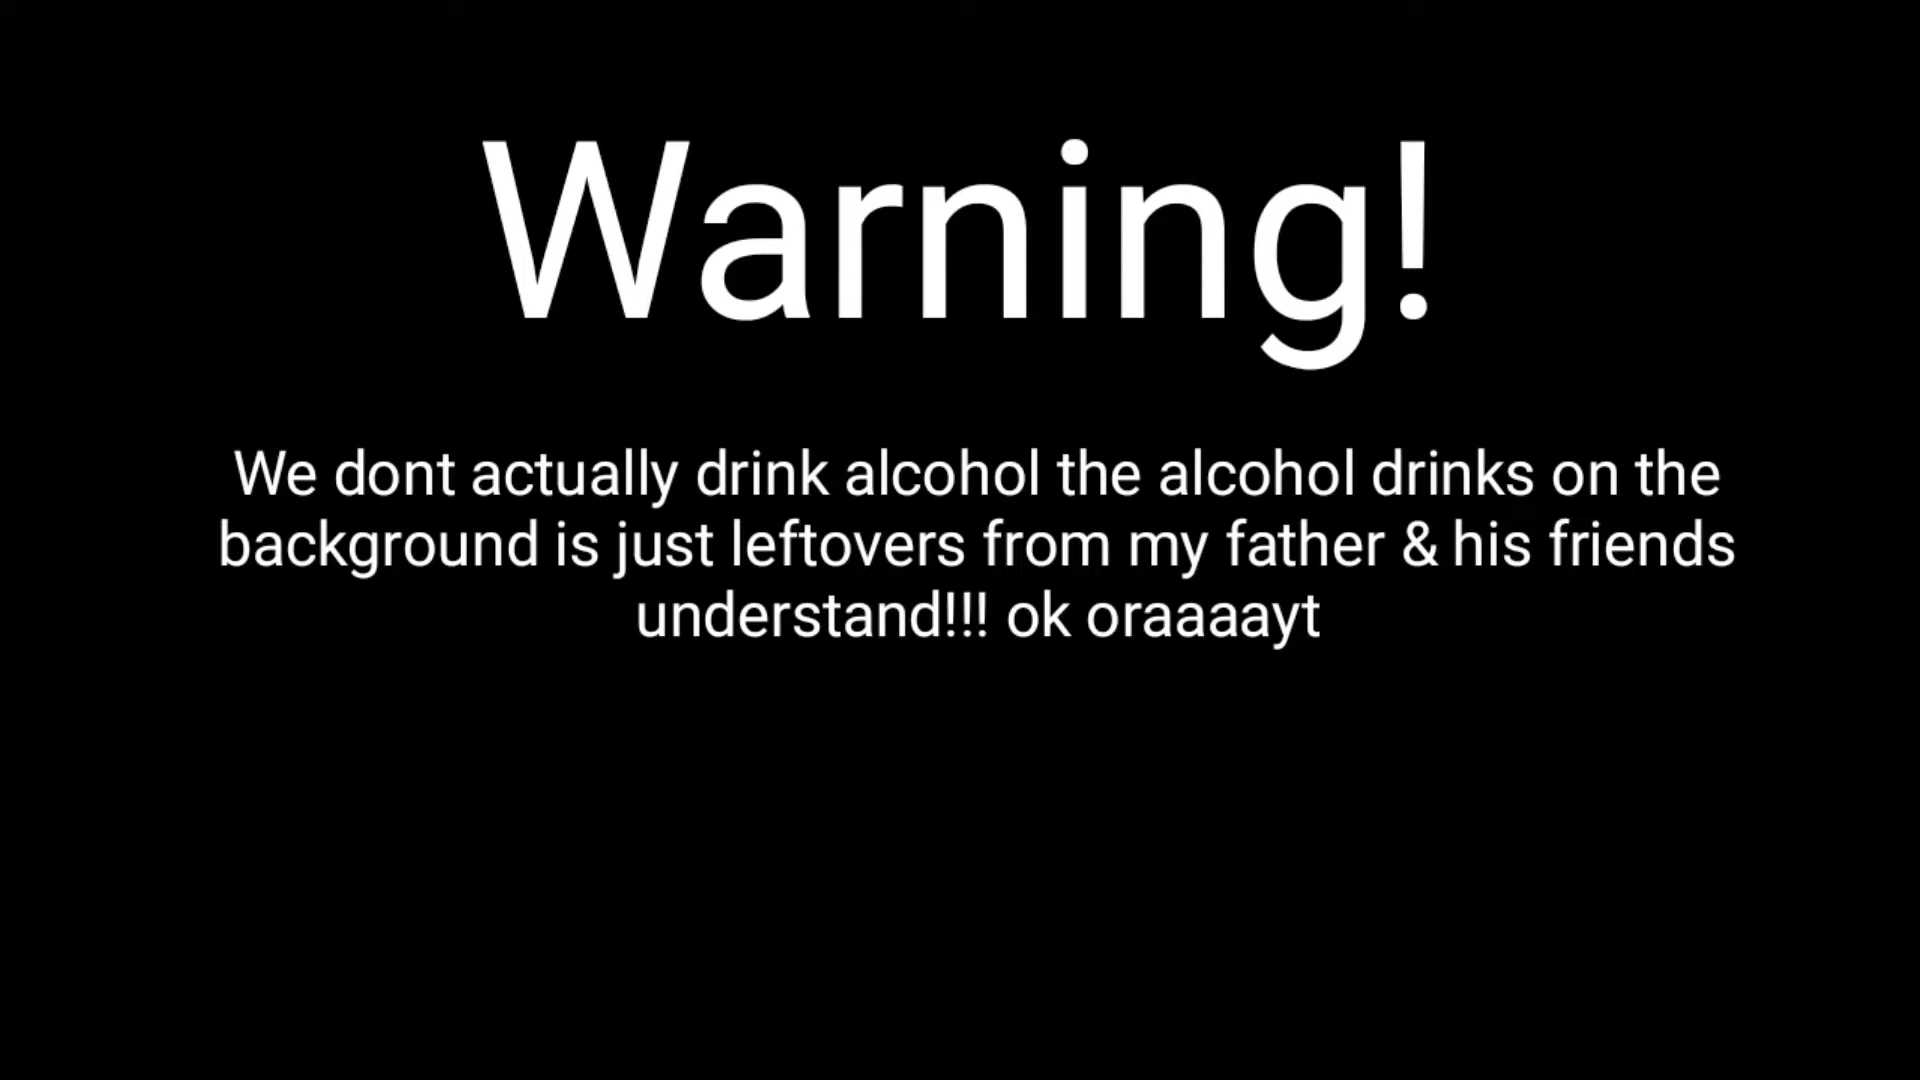 Warning!
We dont actually drink alcohol the alcohol drinks on the
background is just leftovers from my father & his friends
understand!!! ok oraaaayt